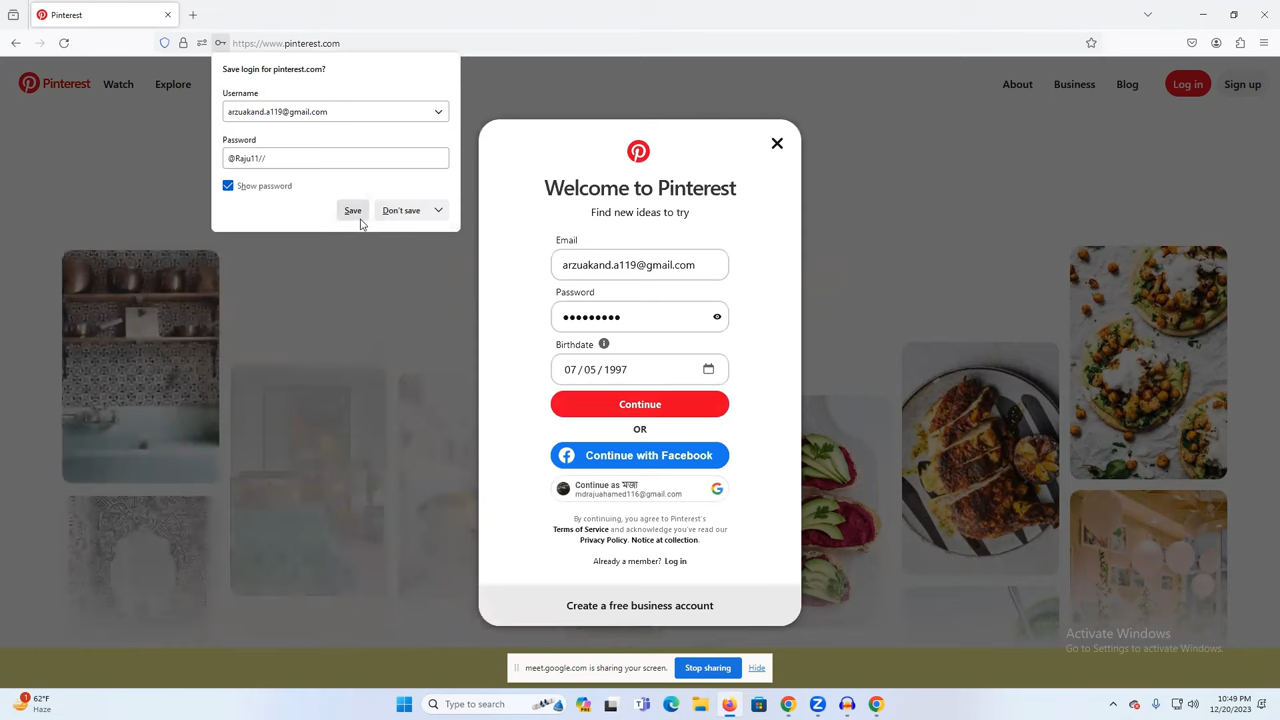 Pinterest
https://www.pinterest.com
Pinterest
Watch
Explore
About
Business
Blog
Log in
Sign up
Save login for pinterest.com?
Username
arzuakand.a119@gmail.com
Password
@Raju11//
Show password
Save
Don't save
Welcome to Pinterest
Find new ideas to try
Email
arzuakand.a119@gmail.com
Password
•••••••••
Birthdate
07 / 05 / 1997
Continue
OR
Continue with Facebook
Continue as মজা
mdrajuahamed116@gmail.com
By continuing, you agree to Pinterest's
Terms of Service and acknowledge you've read our
Privacy Policy. Notice at collection.
Already a member? Log in
Create a free business account
Activate Windows
Go to Settings to activate Windows.
meet.google.com is sharing your screen.
Stop sharing
Hide
1
62°F
Haze
Type to search
10:49 PM
12/20/2023